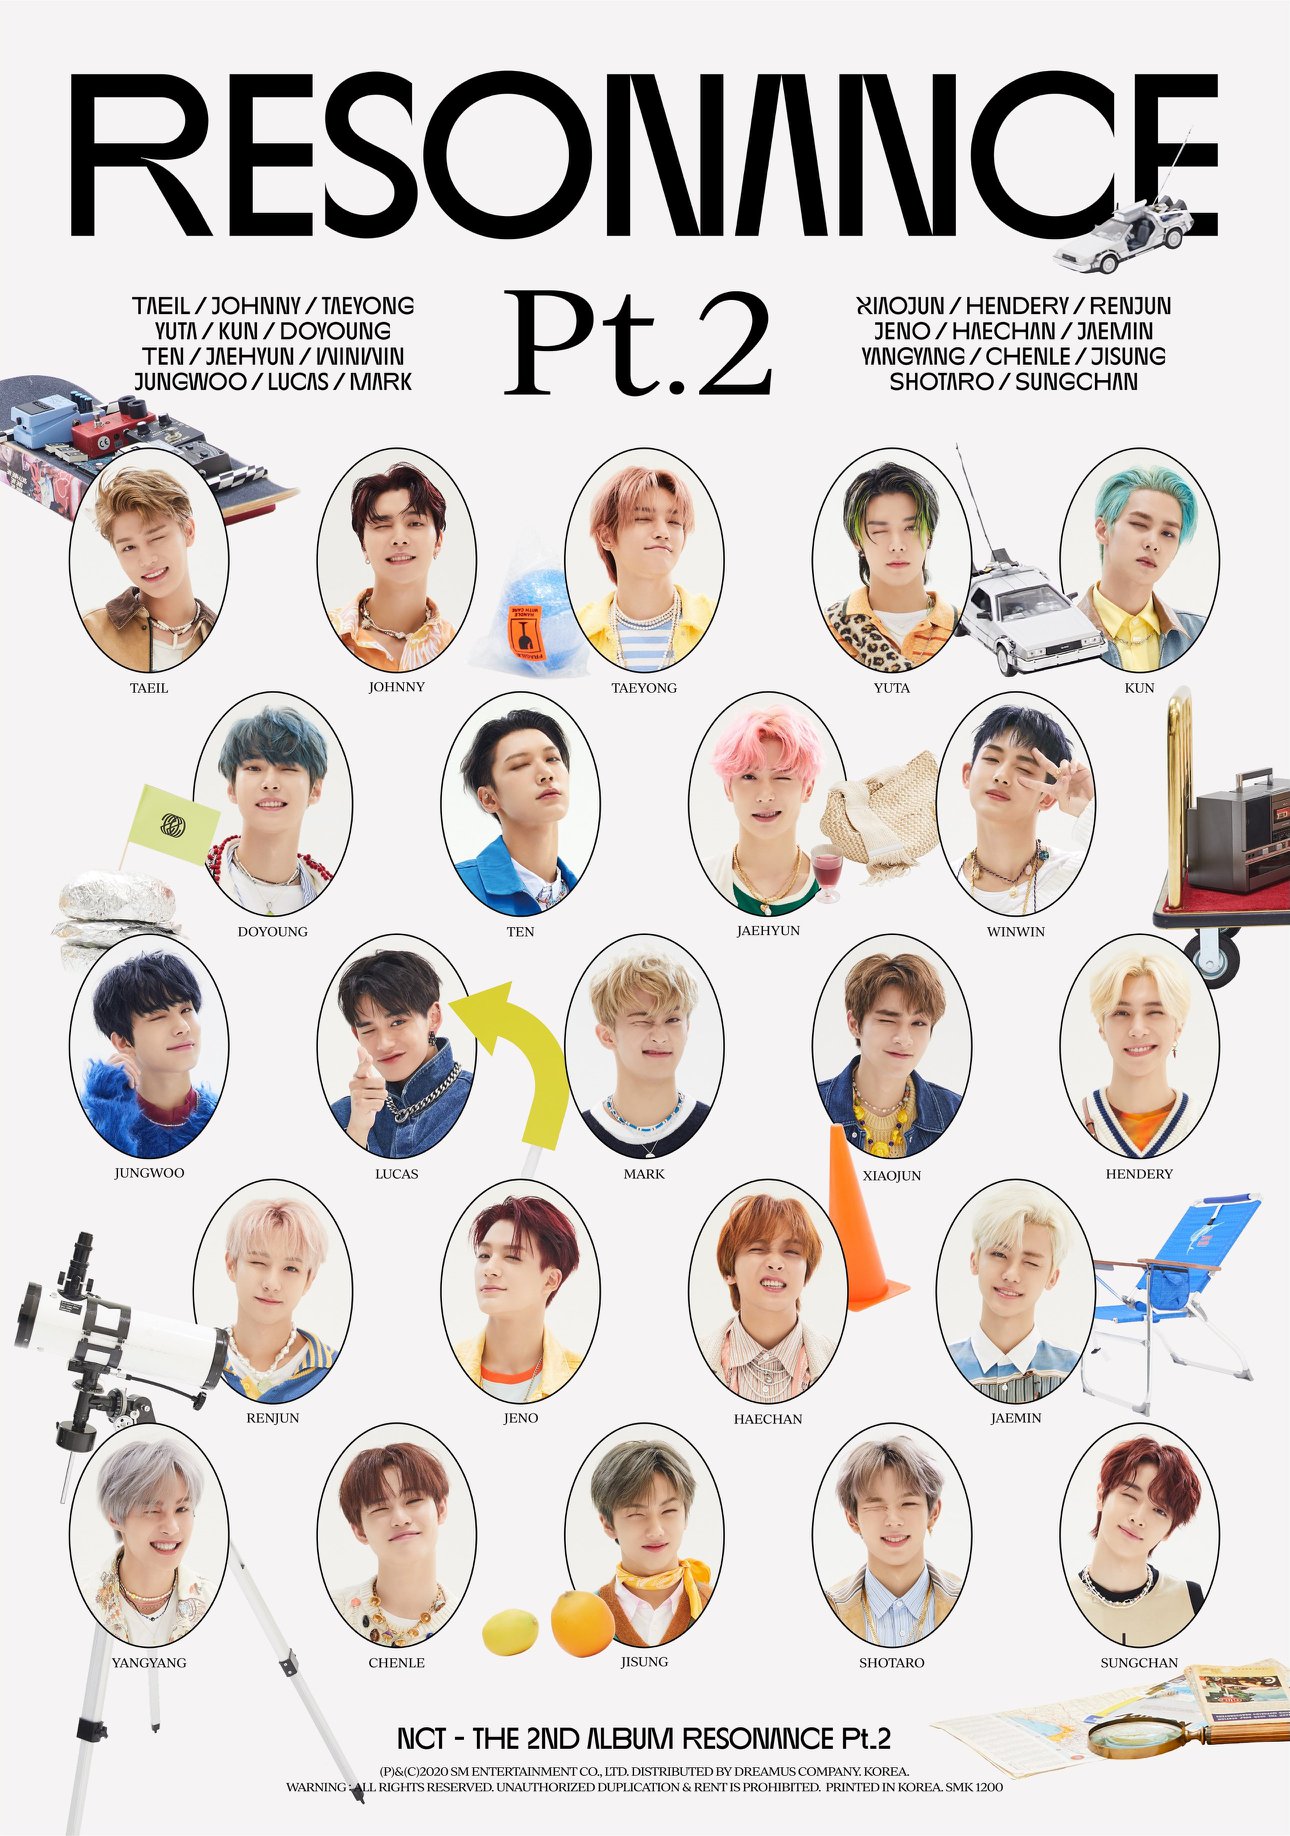 RESONANCE
Pt.2
TAEIL / JOHNNY / TAEYONG
YUTA / KUN / DOYOUNG
TEN / JAEHYUN / WINWIN
JUNGWOO / LUCAS / MARK
XIAOJUN / HENDERY / RENJUN
JENO / HAECHAN / JAEMIN
YANGYANG / CHENLE / JISUNG
SHOTARO / SUNGCHAN
TAEIL
JOHNNY
TAEYONG
YUTA
KUN
HANDLE
WITH CARE
FRAGILE
DOYOUNG
TEN
JAEHYUN
WINWIN
JUNGWOO
LUCAS
MARK
XIAOJUN
HENDERY
RENJUN
JENO
HAECHAN
JAEMIN
YANGYANG
CHENLE
JISUNG
SHOTARO
SUNGCHAN
NCT - THE 2ND ALBUM RESONANCE Pt.2
(P)&(C)2020 SM ENTERTAINMENT CO., LTD. DISTRIBUTED BY DREAMUS COMPANY. KOREA.
WARNING : ALL RIGHTS RESERVED. UNAUTHORIZED DUPLICATION & RENT IS PROHIBITED. PRINTED IN KOREA. SMK 1200